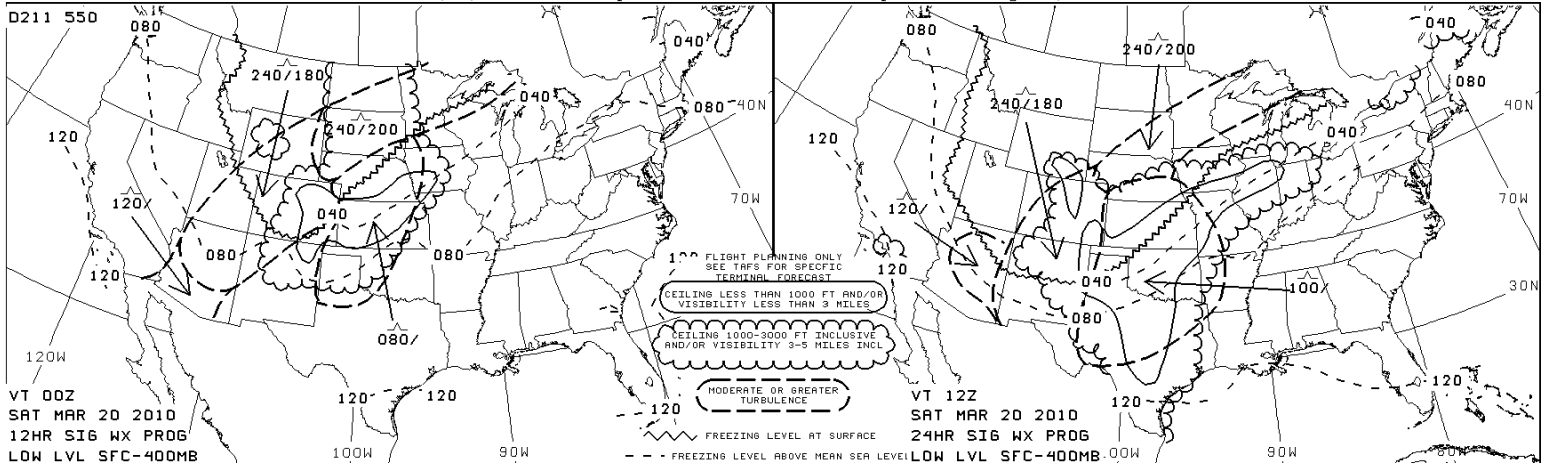 D211 550
080
040
240/180
040
080
40N
240/200
120
70W
120/
040
080
080
120
080/
120W
120
120
VT 00Z
SAT MAR 20 2010
12HR SIG WX PROG
LOW LVL SFC-400MB
100W
90W
FLIGHT PLANNING ONLY
SEE TAFS FOR SPECFIC
TERMINAL FORECAST
CEILING LESS THAN 1000 FT AND/OR
VISIBILITY LESS THAN 3 MILES
CEILING 1000-3000 FT INCLUSIVE
AND/OR VISIBILITY 3-5 MILES INCL
MODERATE OR GREATER
TURBULENCE
FREEZING LEVEL AT SURFACE
FREEZING LEVEL ABOVE MEAN SEA LEVEL
080
040
240/200
080
240/180
40N
040
120
70W
120/
120
040
100/
30N
080
120
120
120
VT 12Z
SAT MAR 20 2010
24HR SIG WX PROG
LOW LVL SFC-400MB
90W
80W